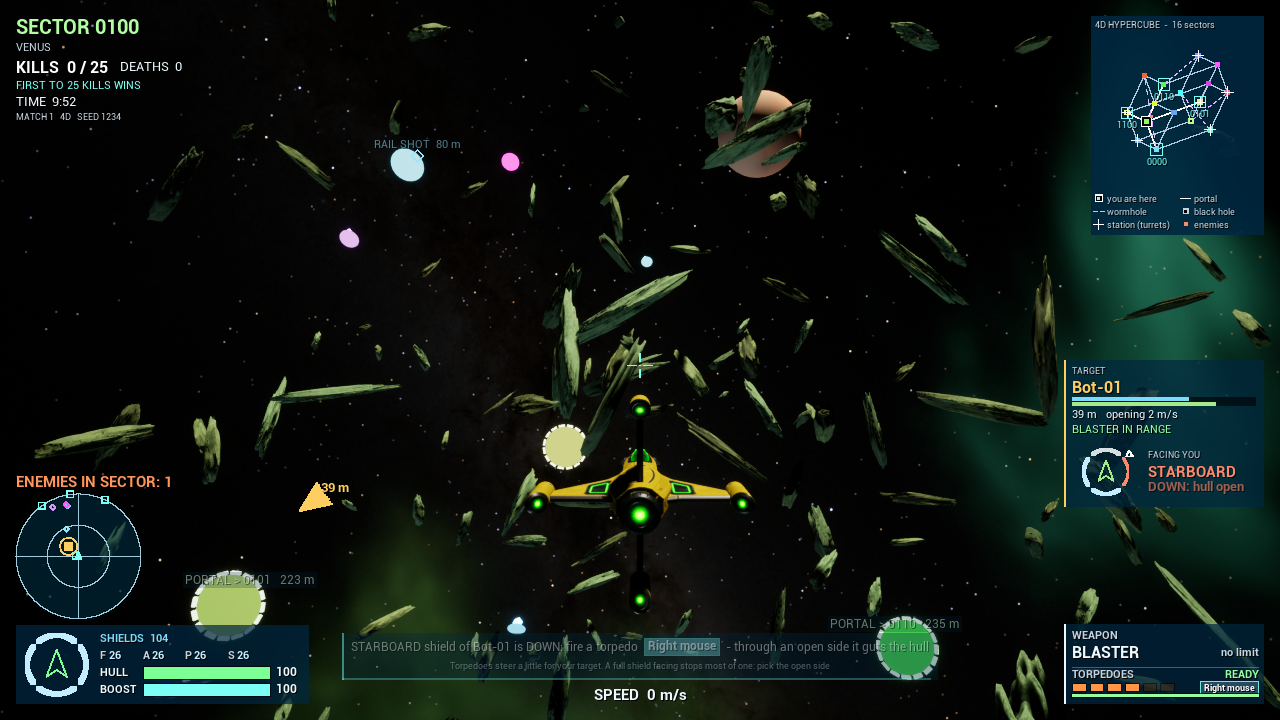 SECTOR 0100
VENUS
KILLS 0 / 25 DEATHS 0
FIRST TO 25 KILLS WINS
TIME 9:52
MATCH 1 4D SEED 1234
4D HYPERCUBE - 16 sectors
1100
0000
you are here
portal
wormhole
black hole
station (turrets)
enemies
RAIL SHOT 80 m
TARGET
Bot-01
39 m opening 2 m/s
BLASTER IN RANGE
FACING YOU
STARBOARD
DOWN: hull open
ENEMIES IN SECTOR: 1
39 m
PORTAL > 0101 223 m
PORTAL > 0110 235 m
SHIELDS 104
F 26 A 26 P 26 S 26
HULL 100
BOOST 100
STARBOARD shield of Bot-01 is DOWN: fire a torpedo Right mouse - through an open side it guts the hull
Torpedoes steer a little for your target. A full shield facing stops most of one: pick the open side
SPEED 0 m/s
WEAPON
BLASTER no limit
TORPEDOES READY
Right mouse